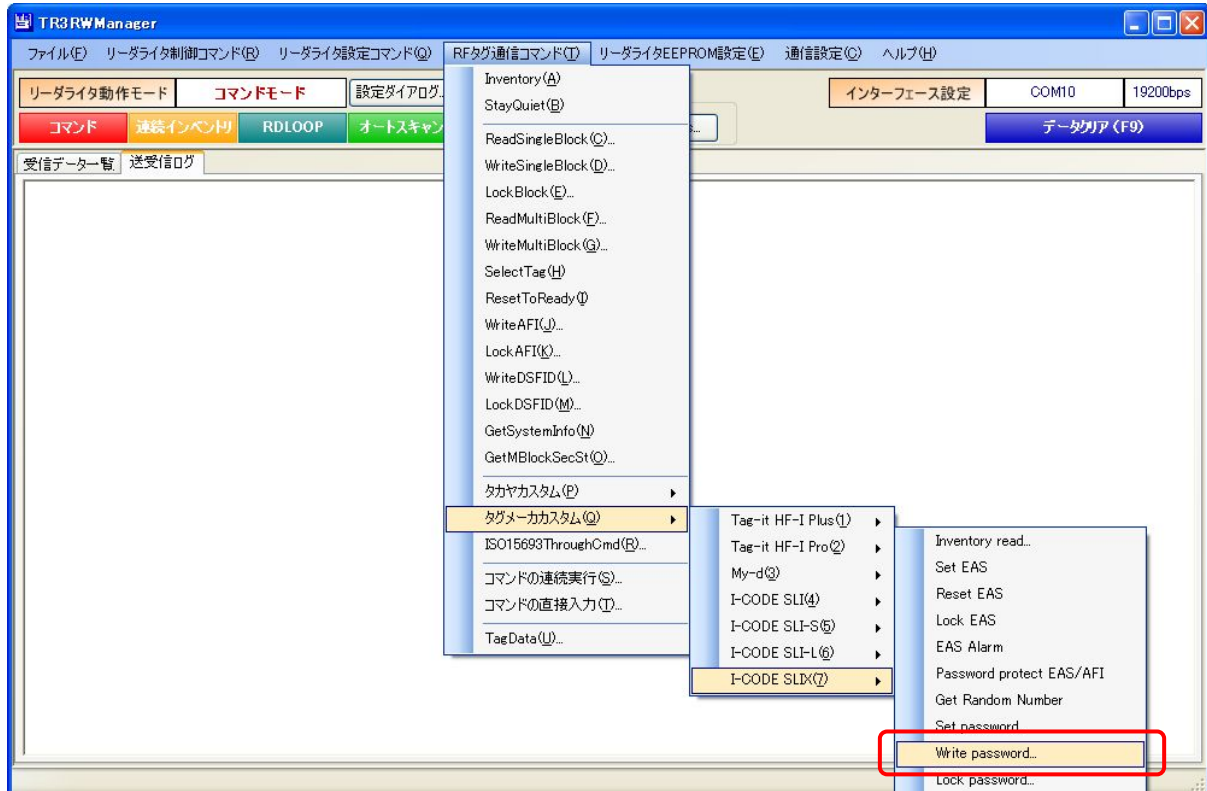 TR3RWManager
ファイル(F) リーダライタ制御コマンド(R) リーダライタ設定コマンド(Q) RFタグ通信コマンド(T) リーダライタEEPROM設定(E) 通信設定(C) ヘルプ(H)
リーダライタ動作モード コマンドモード 設定ダイアログ... インターフェース設定 COM10 19200bps
コマンド 連続インベントリ RDLOOP オートスキャン データクリア (F9)
受信データ一覧 送受信ログ
Inventory(A)
StayQuiet(B)
ReadSingleBlock(C)...
WriteSingleBlock(D)...
LockBlock(E)...
ReadMultiBlock(F)...
WriteMultiBlock(G)...
SelectTag(H)
ResetToReady(I)
WriteAFI(J)...
LockAFI(K)...
WriteDSFID(L)...
LockDSFID(M)...
GetSystemInfo(N)
GetMBlockSecSt(O)...
タカヤカスタム(P)
タグメーカカスタム(Q)
ISO15693ThroughCmd(R)...
コマンドの連続実行(S)...
コマンドの直接入力(T)...
TagData(U)...
Tag-it HF-I Plus(1)
Tag-it HF-I Pro(2)
My-d(3)
I-CODE SLI(4)
I-CODE SLI-S(5)
I-CODE SLI-L(6)
I-CODE SLIX(7)
Inventory read...
Set EAS
Reset EAS
Lock EAS
EAS Alarm
Password protect EAS/AFI
Get Random Number
Set password...
Write password...
Lock password...